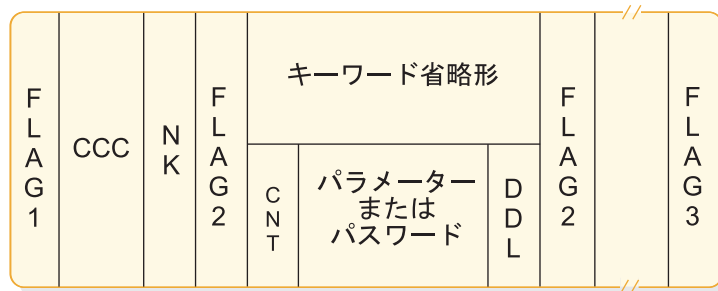 FLAG1
CCC
NK
FLAG2
キーワード省略形
CNT
パラメーター
または
パスワード
DDL
FLAG2
FLAG3